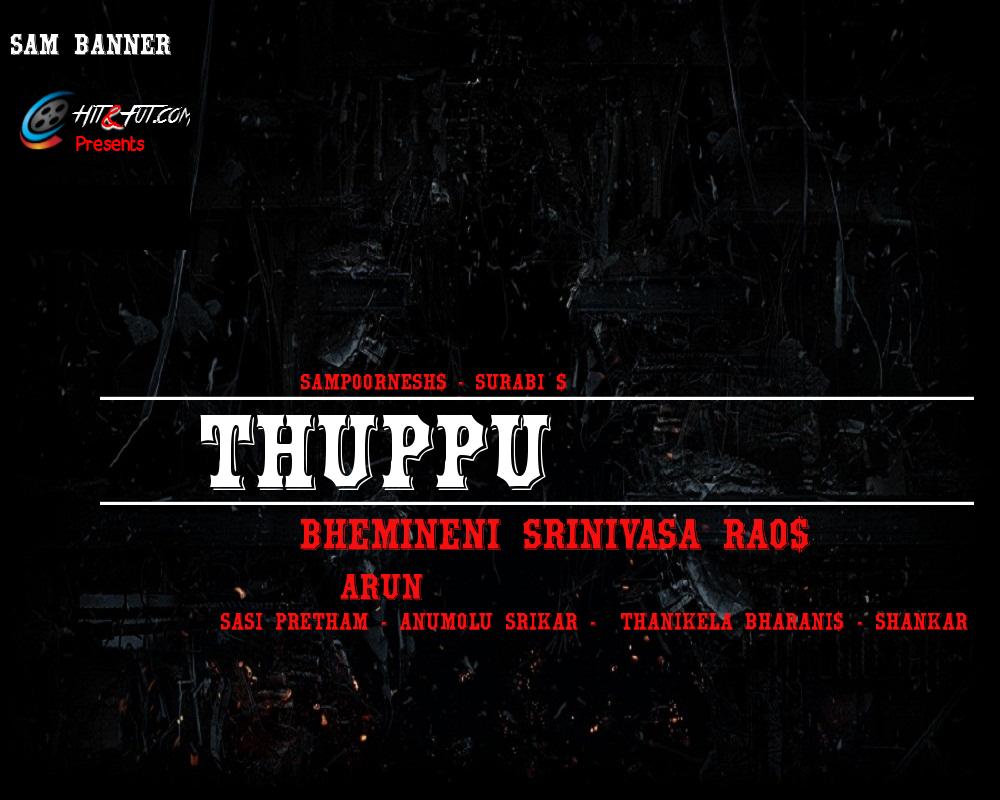 SAM BANNER
HIT&FUT.COM
Presents
SAMPOORNESH$ - SURABI $
THUPPU
BHEMINENI SRINIVASA RAO$
ARUN
SASI PRETHAM - ANUMOLU SRIKAR - THANIKELA BHARANI$ - SHANKAR